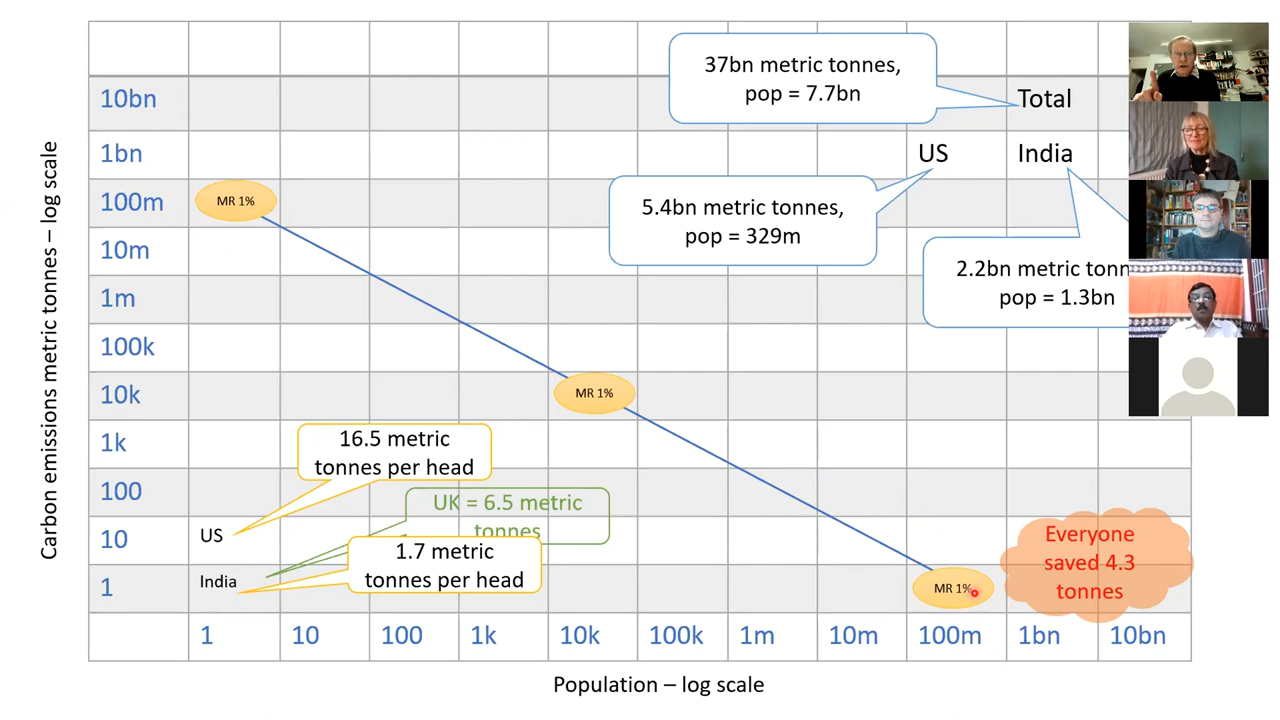 37bn metric tonnes,
pop = 7.7bn
10bn
Total
1bn
US
India
100m
MR 1%
5.4bn metric tonnes,
pop = 329m
10m
2.2bn metric tonn
pop = 1.3bn
1m
100k
10k
MR 1%
1k
16.5 metric
tonnes per head
100
UK = 6.5 metric
tonnes
10
US
1.7 metric
tonnes per head
Everyone
saved 4.3
tonnes
1
India
MR 1%
1 10 100 1k 10k 100k 1m 10m 100m 1bn 10bn
Population – log scale
Carbon emissions metric tonnes – log scale